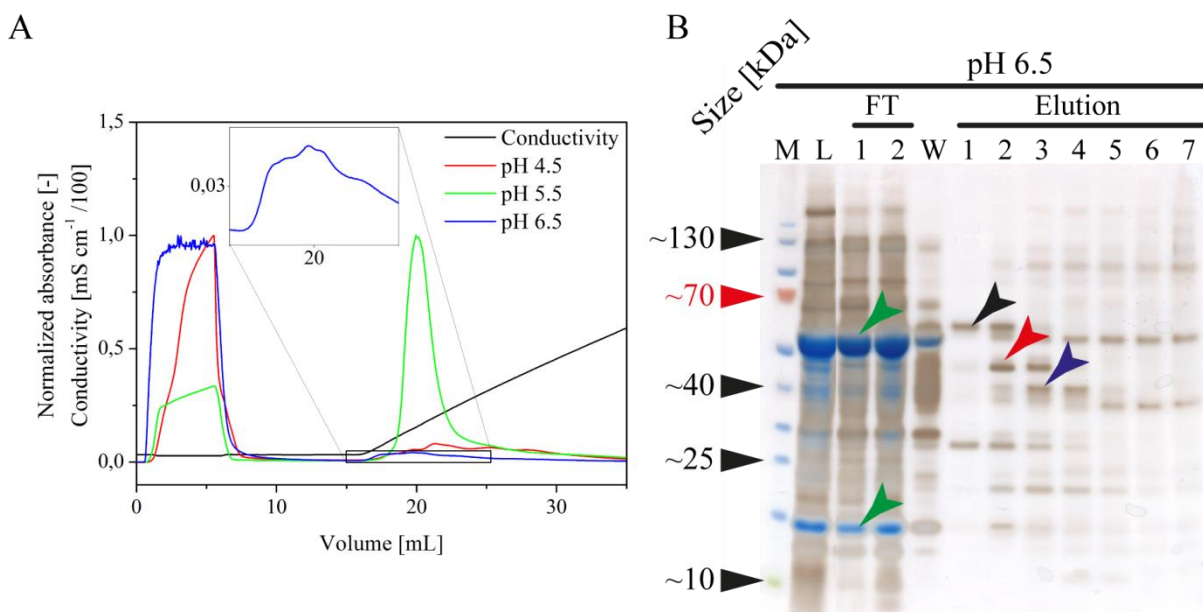 A
Normalized absorbance [-]
Conductivity [mS cm⁻¹ /100]
1,5
1,0
0,5
0,0
0
10
20
30
Volume [mL]
0,03
20
Conductivity
pH 4.5
pH 5.5
pH 6.5
B
Size [kDa]
pH 6.5
FT
Elution
M L 1 2 W 1 2 3 4 5 6 7
~130
~70
~40
~25
~10